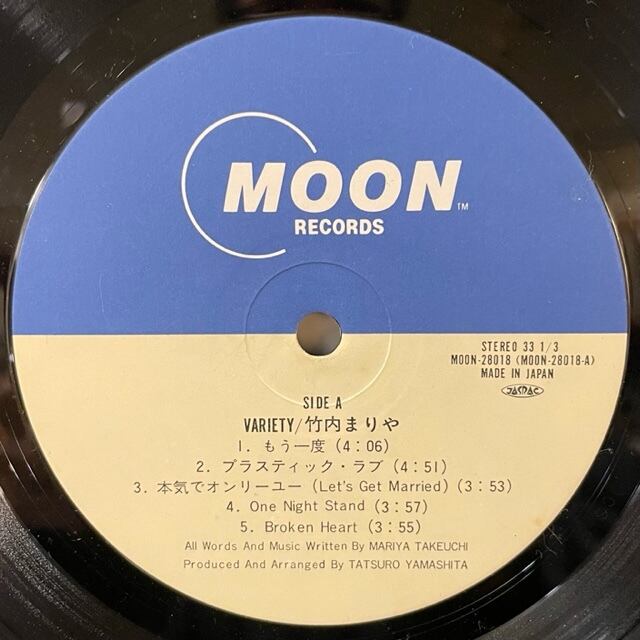 MOON™
RECORDS
STEREO 33 1/3
MOON-28018 (MOON-28018-A)
MADE IN JAPAN
JASRAC
SIDE A
VARIETY/竹内まりや
1. もう一度 (4:06)
2. プラスティック・ラブ (4:51)
3. 本気でオンリーユー (Let's Get Married) (3:53)
4. One Night Stand (3:57)
5. Broken Heart (3:55)
All Words And Music Written By MARIYA TAKEUCHI
Produced And Arranged By TATSURO YAMASHITA